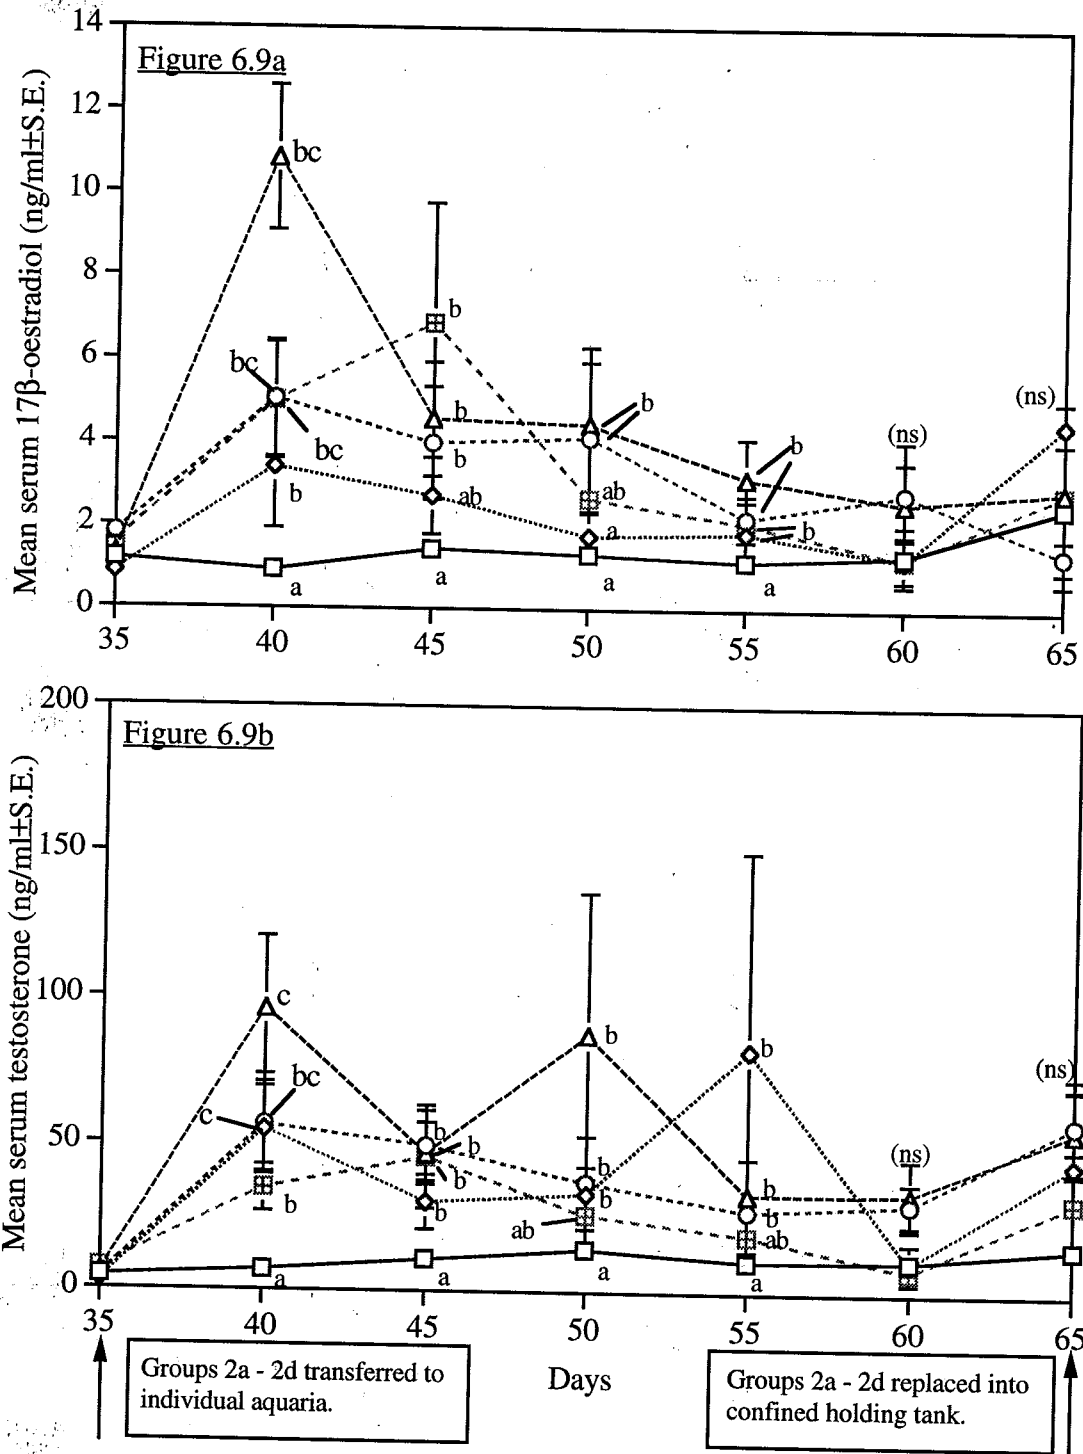 Figure 6.9a
Mean serum 17β-oestradiol (ng/ml±S.E.)
14
12
10
8
6
4
2
0
bc
bc
bc
b
b
b
b
ab
a
b
ab
a
a
b
b
a
(ns)
(ns)
35 40 45 50 55 60 65
Figure 6.9b
Mean serum testosterone (ng/ml±S.E.)
200
150
100
50
0
c
bc
c
b
a
b
b
b
b
a
b
b
b
ab
a
b
b
b
ab
a
(ns)
(ns)
35 40 45 50 55 60 65
Days
Groups 2a - 2d transferred to
individual aquaria.
Groups 2a - 2d replaced into
confined holding tank.